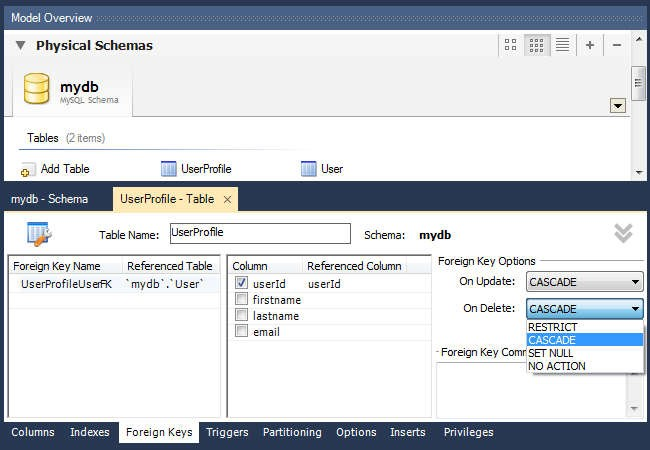 Model Overview
Physical Schemas
mydb
MySQL Schema
Tables (2 items)
Add Table UserProfile User
mydb - Schema UserProfile - Table ×
Table Name: UserProfile Schema: mydb
Foreign Key Name Referenced Table
UserProfileUserFK `mydb`.`User`
Column Referenced Column
userId userId
firstname
lastname
email
Foreign Key Options
On Update: CASCADE
On Delete: CASCADE
RESTRICT
CASCADE
SET NULL
NO ACTION
Foreign Key Com
Columns Indexes Foreign Keys Triggers Partitioning Options Inserts Privileges